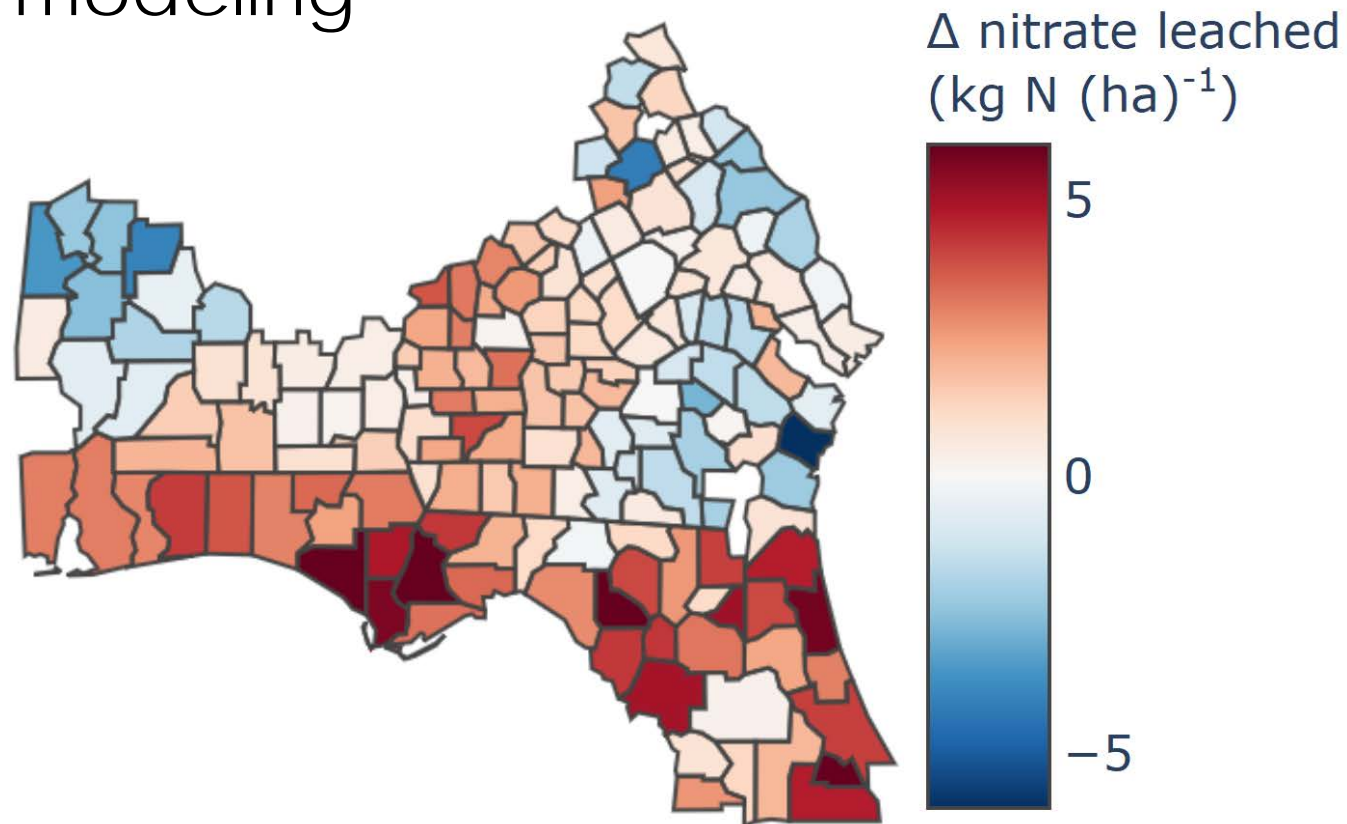 modeling
Δ nitrate leached
(kg N (ha)⁻¹)
5
0
−5